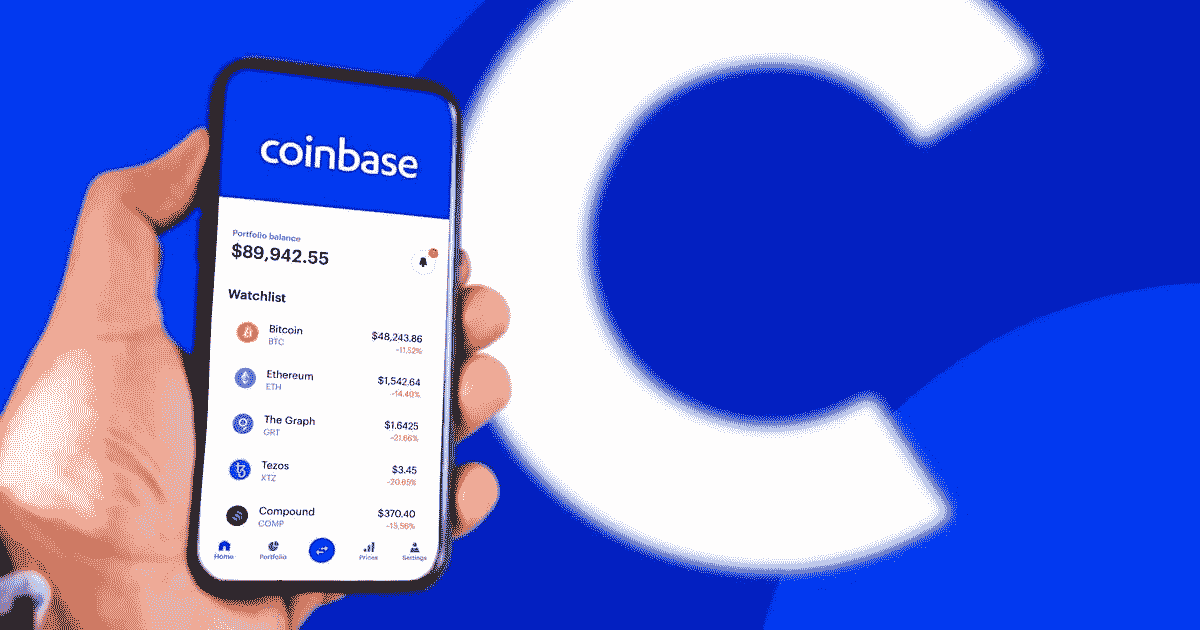 coinbase
Portfolio balance
$89,942.55
Watchlist
Bitcoin $48,243.86
BTC -11.52%
Ethereum $1,542.64
ETH -14.40%
The Graph $1.6425
GRT -21.66%
Tezos $3.45
XTZ -20.85%
Compound $370.40
COMP -15.56%
Home Portfolio Prices Settings
C